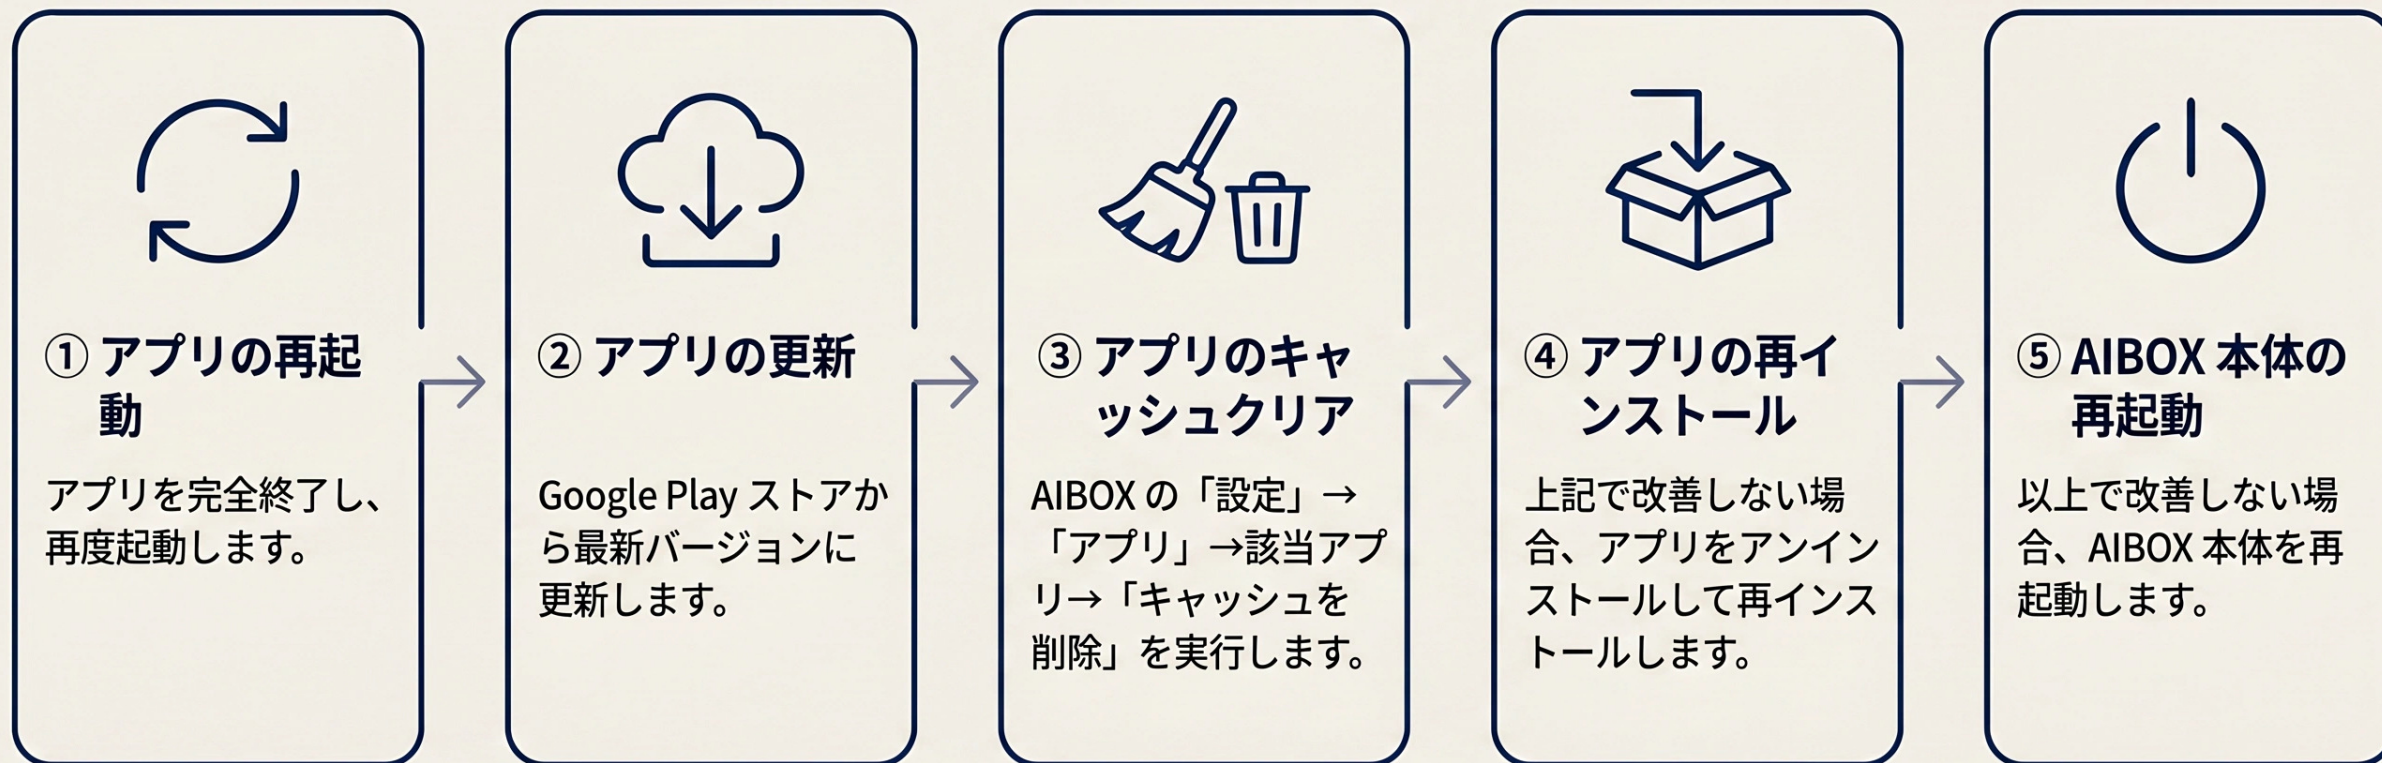 ① アプリの再起
動
アプリを完全終了し、
再度起動します。
② アプリの更新
Google Play ストアか
ら最新バージョンに
更新します。
③ アプリのキャ
ッシュクリア
AIBOX の「設定」→
「アプリ」→該当アプ
リ→「キャッシュを
削除」を実行します。
④ アプリの再イ
ンストール
上記で改善しない場
合、アプリをアンイン
ストールして再インス
トールします。
⑤ AIBOX 本体の
再起動
以上で改善しない場
合、AIBOX 本体を再
起動します。